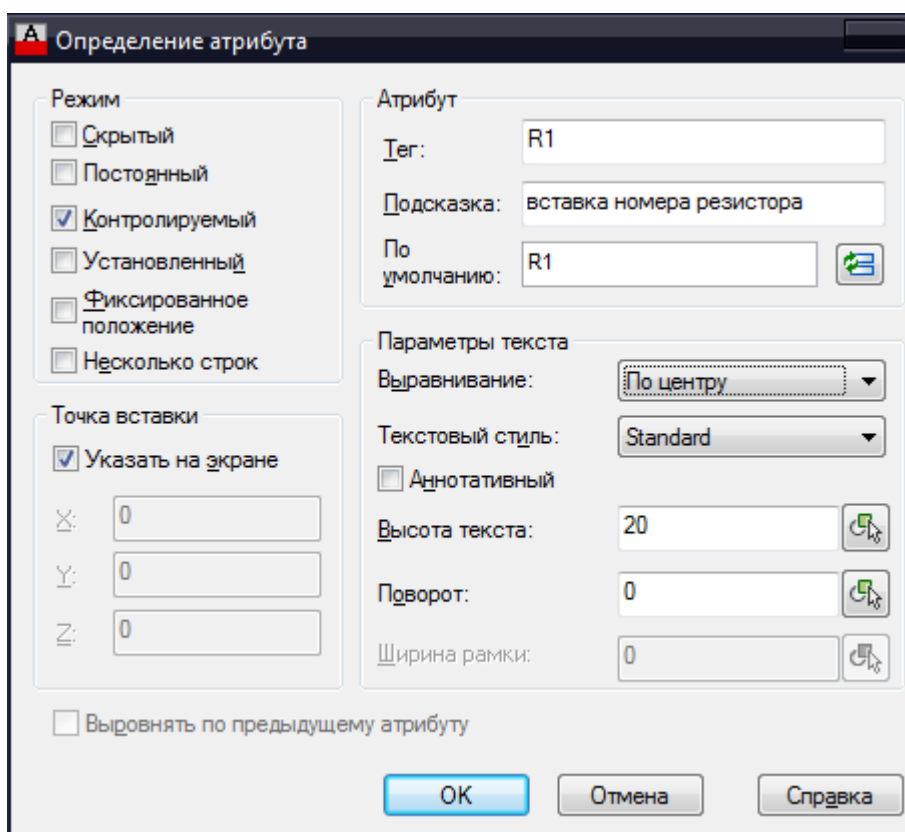 Определение атрибута
Режим
Скрытый
Постоянный
Контролируемый
Установленный
Фиксированное
положение
Несколько строк
Точка вставки
Указать на экране
X: 0
Y: 0
Z: 0
Атрибут
Тег: R1
Подсказка: вставка номера резистора
По
умолчанию: R1
Параметры текста
Выравнивание: По центру
Текстовый стиль: Standard
Аннотативный
Высота текста: 20
Поворот: 0
Ширина рамки: 0
Выровнять по предыдущему атрибуту
OK Отмена Справка